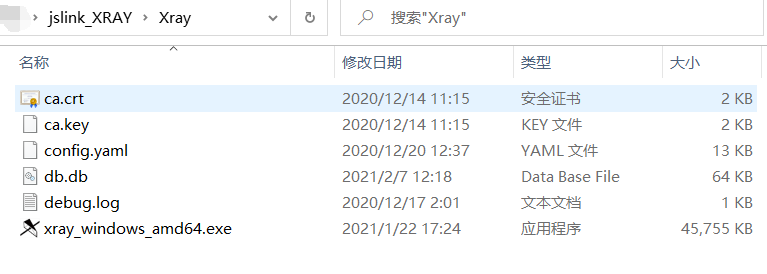 jslink_XRAY > Xray 搜索"Xray"
名称 修改日期 类型 大小
ca.crt 2020/12/14 11:15 安全证书 2 KB
ca.key 2020/12/14 11:15 KEY 文件 2 KB
config.yaml 2020/12/20 12:37 YAML 文件 13 KB
db.db 2021/2/7 12:18 Data Base File 64 KB
debug.log 2020/12/17 2:01 文本文档 1 KB
xray_windows_amd64.exe 2021/1/22 17:24 应用程序 45,755 KB